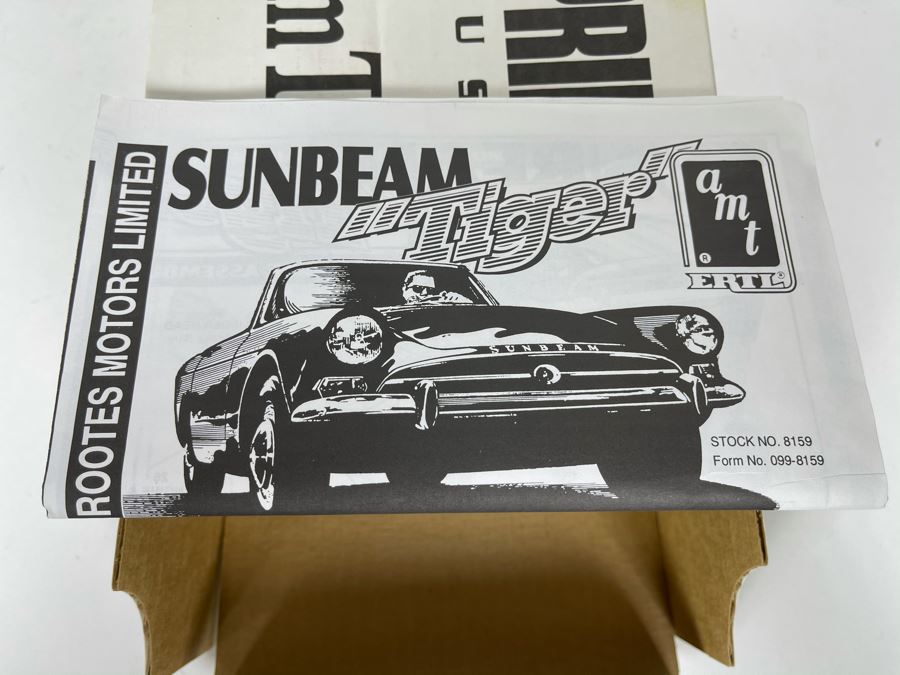 ROOTES MOTORS LIMITED
SUNBEAM
"Tiger"
amt
®
ERTL®
SUNBEAM
STOCK NO. 8159
Form No. 099-8159